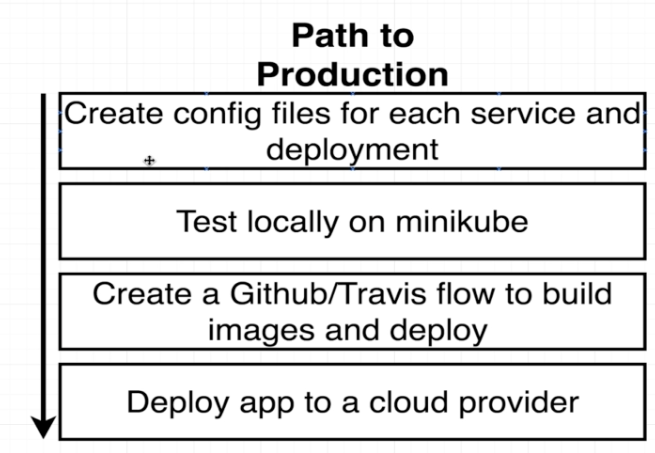 Path to
Production
Create config files for each service and
deployment
Test locally on minikube
Create a Github/Travis flow to build
images and deploy
Deploy app to a cloud provider